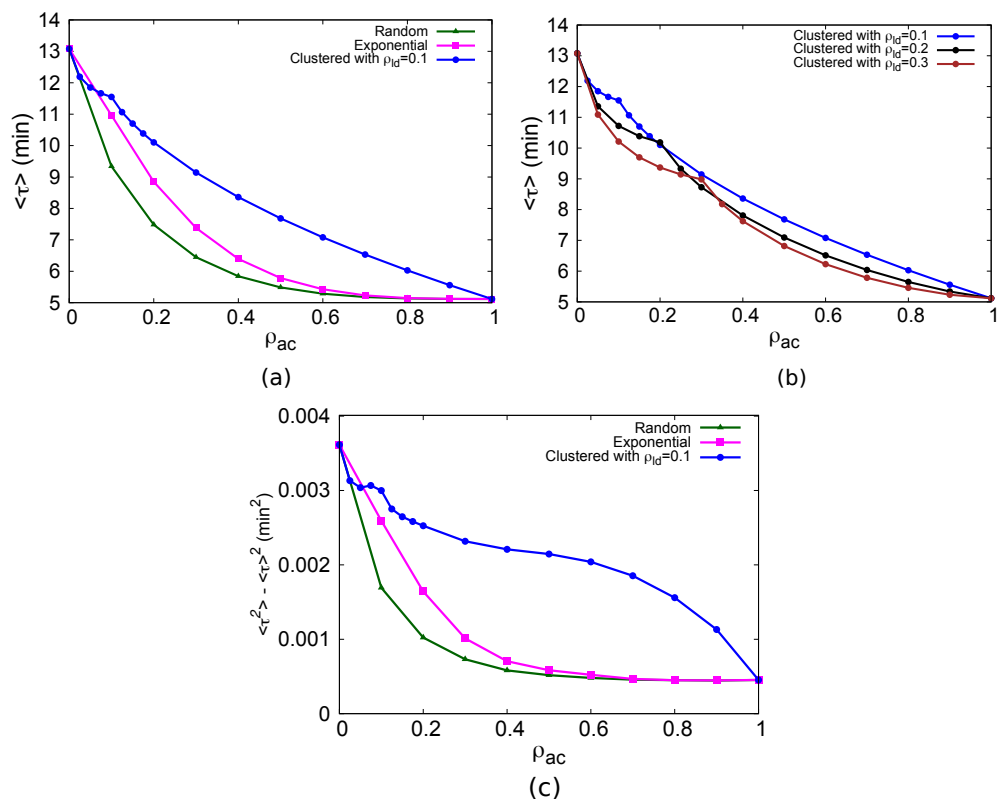 14
13
12
11
10
9
8
7
6
5
<τ> (min)
0
0.2
0.4
0.6
0.8
1
ρac
Random
Exponential
Clustered with ρld=0.1
(a)
14
13
12
11
10
9
8
7
6
5
<τ> (min)
0
0.2
0.4
0.6
0.8
1
ρac
Clustered with ρld=0.1
Clustered with ρld=0.2
Clustered with ρld=0.3
(b)
0.004
0.003
0.002
0.001
0
<τ²> - <τ>² (min²)
0
0.2
0.4
0.6
0.8
1
ρac
Random
Exponential
Clustered with ρld=0.1
(c)